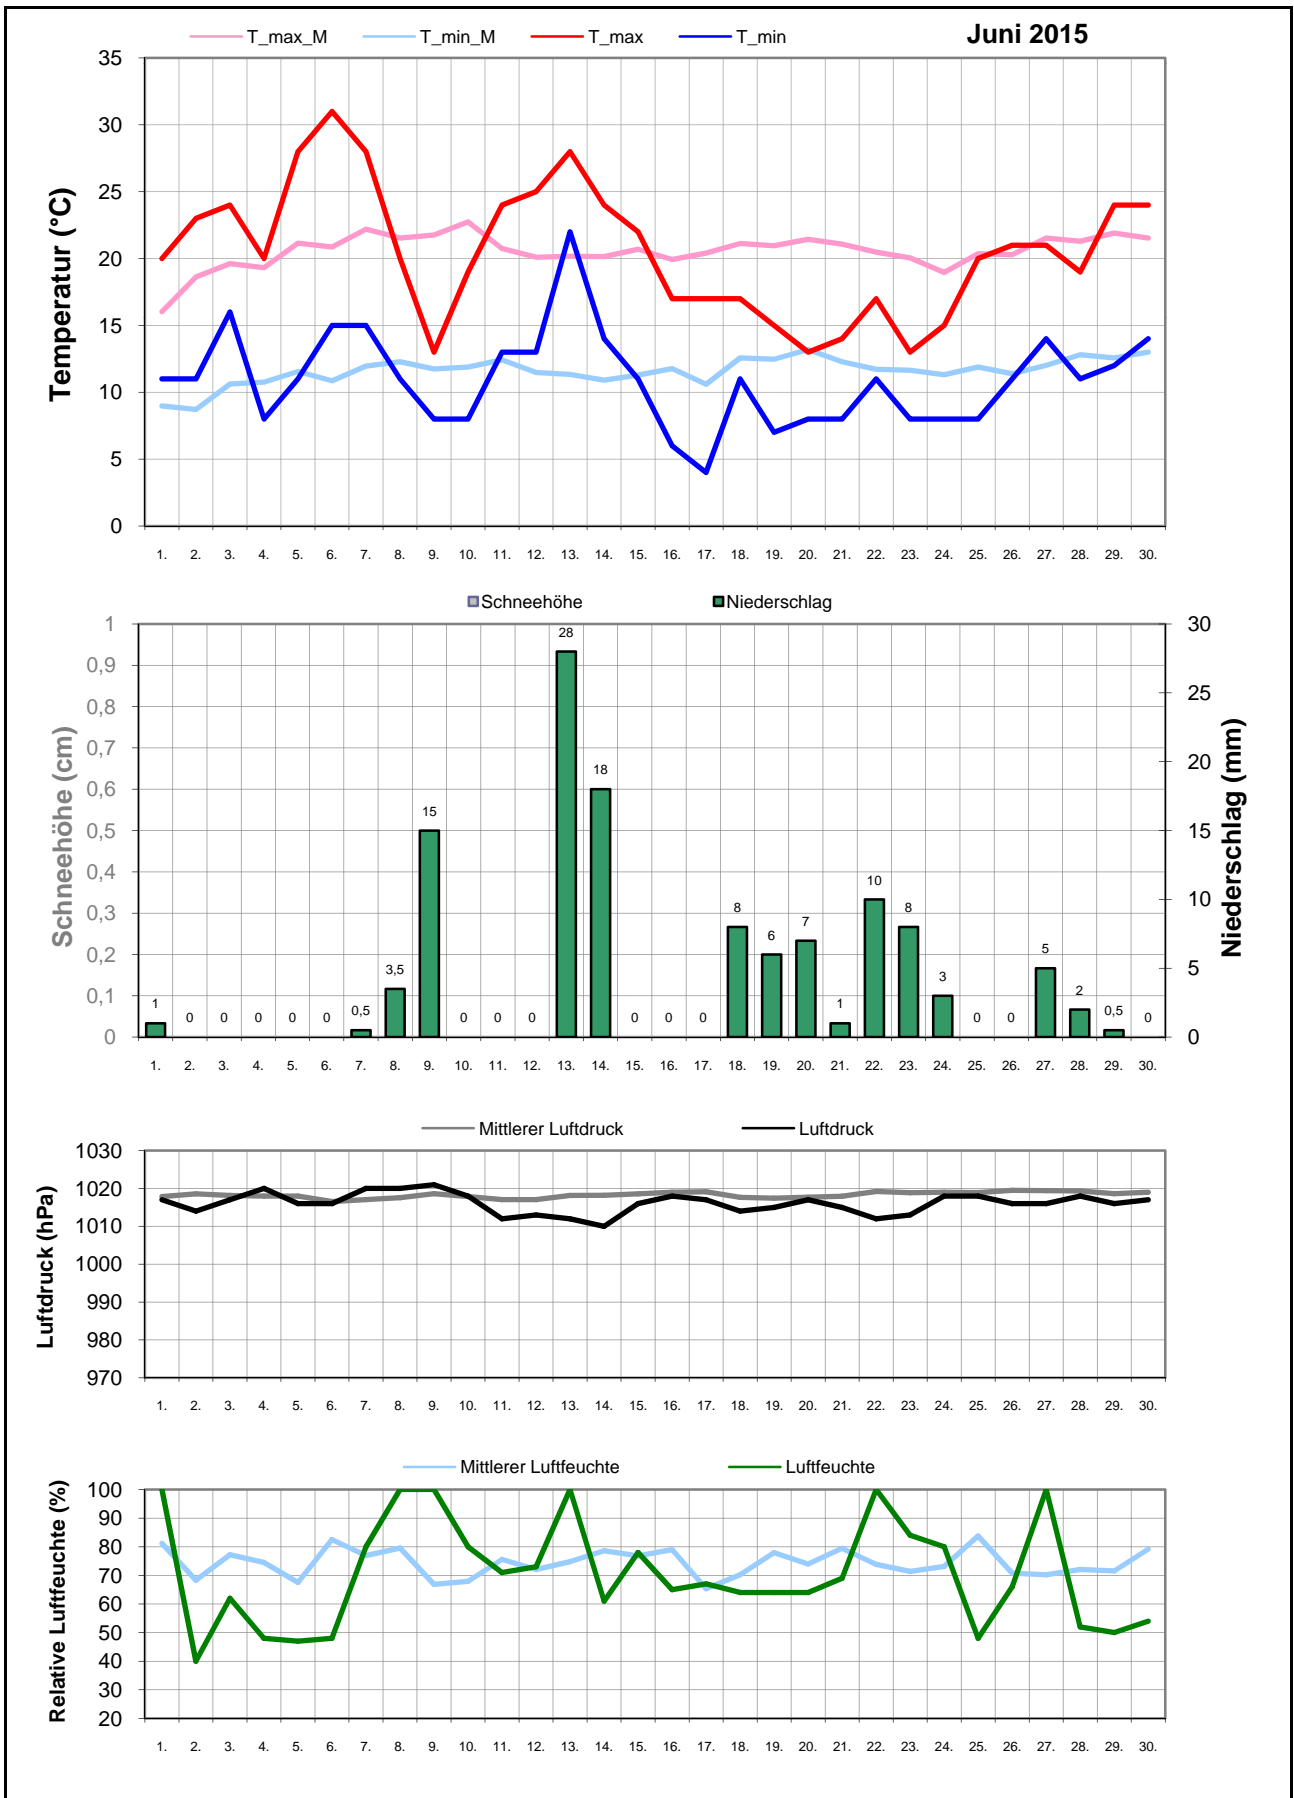 Juni 2015
T_max_M T_min_M T_max T_min
Temperatur (°C)
35
30
25
20
15
10
5
0
1. 2. 3. 4. 5. 6. 7. 8. 9. 10. 11. 12. 13. 14. 15. 16. 17. 18. 19. 20. 21. 22. 23. 24. 25. 26. 27. 28. 29. 30.
Schneehöhe Niederschlag
Schneehöhe (cm)
1
0,9
0,8
0,7
0,6
0,5
0,4
0,3
0,2
0,1
0
1 0 0 0 0 0 0,5 3,5 15 0 0 0 28 18 0 0 0 8 6 7 1 10 8 3 0 0 5 2 0,5 0
Niederschlag (mm)
30
25
20
15
10
5
0
1. 2. 3. 4. 5. 6. 7. 8. 9. 10. 11. 12. 13. 14. 15. 16. 17. 18. 19. 20. 21. 22. 23. 24. 25. 26. 27. 28. 29. 30.
Mittlerer Luftdruck Luftdruck
Luftdruck (hPa)
1030
1020
1010
1000
990
980
970
1. 2. 3. 4. 5. 6. 7. 8. 9. 10. 11. 12. 13. 14. 15. 16. 17. 18. 19. 20. 21. 22. 23. 24. 25. 26. 27. 28. 29. 30.
Mittlerer Luftfeuchte Luftfeuchte
Relative Luftfeuchte (%)
100
90
80
70
60
50
40
30
20
1. 2. 3. 4. 5. 6. 7. 8. 9. 10. 11. 12. 13. 14. 15. 16. 17. 18. 19. 20. 21. 22. 23. 24. 25. 26. 27. 28. 29. 30.